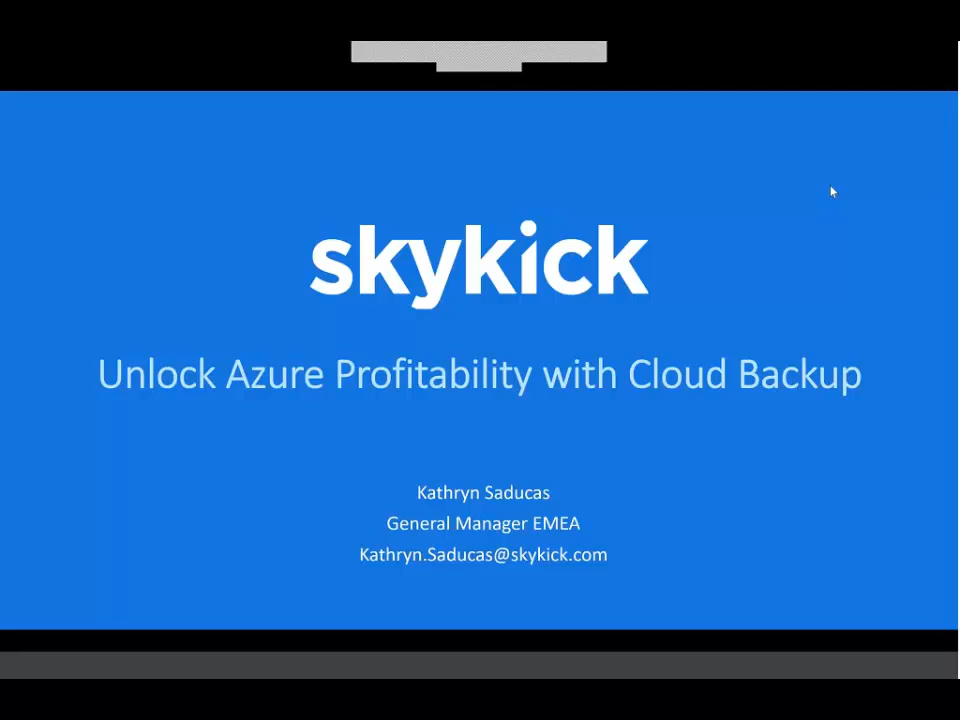 skykick
Unlock Azure Profitability with Cloud Backup
Kathryn Saducas
General Manager EMEA
Kathryn.Saducas@skykick.com